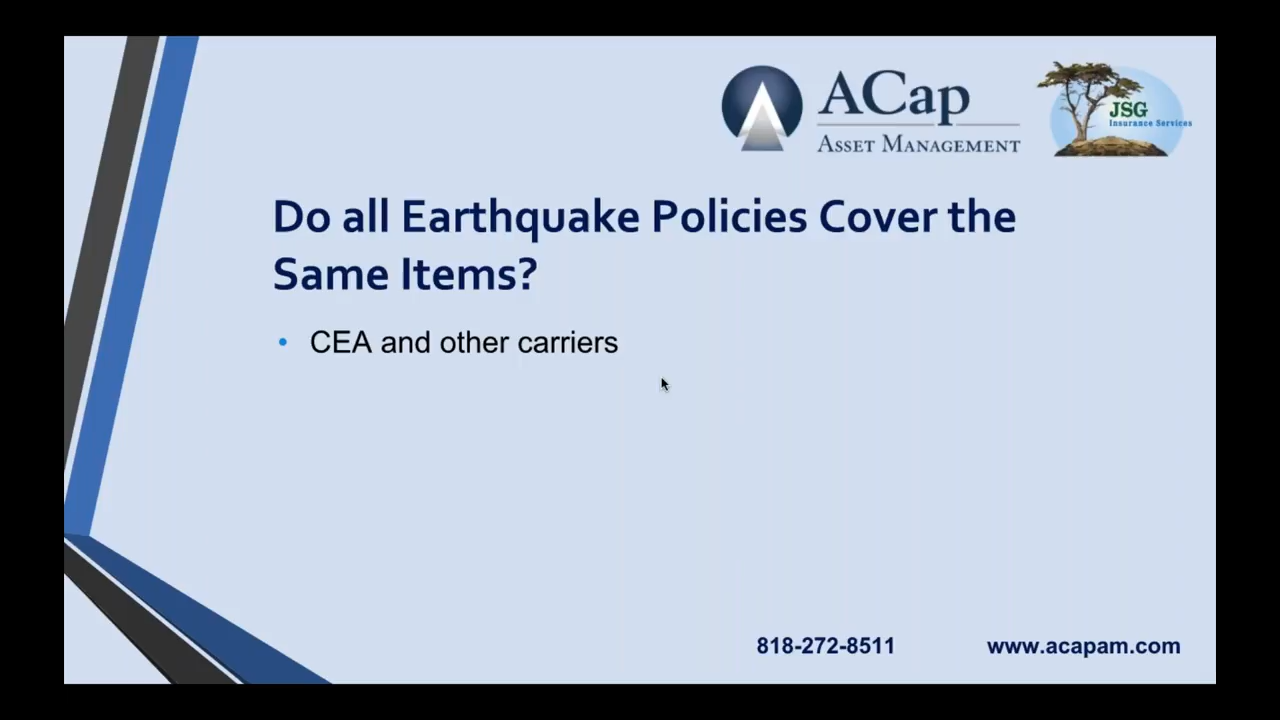 ACap
ASSET MANAGEMENT
JSG
Insurance Services
Do all Earthquake Policies Cover the
Same Items?
• CEA and other carriers
818-272-8511
www.acapam.com